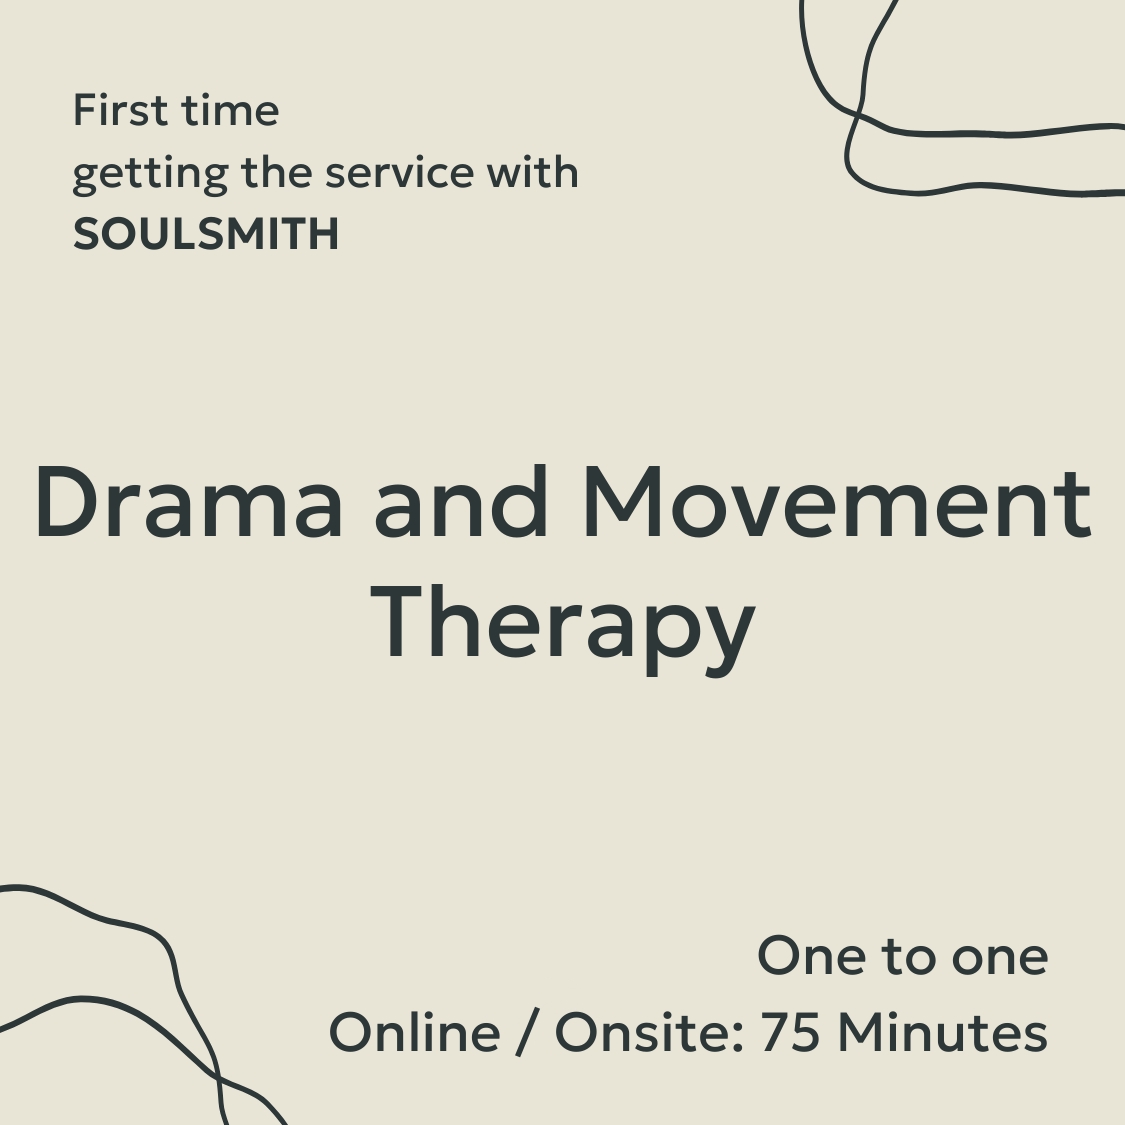 First time
getting the service with
SOULSMITH
Drama and Movement
Therapy
One to one
Online / Onsite: 75 Minutes